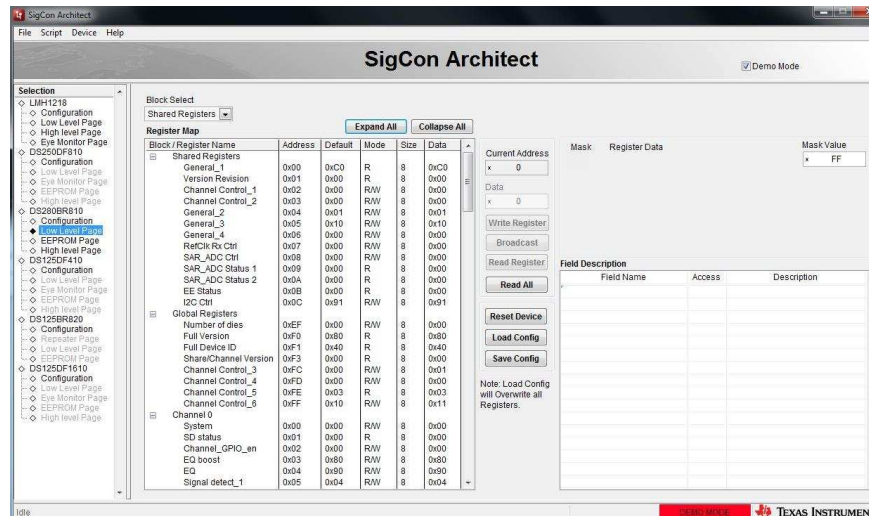 SigCon Architect
File Script Device Help
SigCon Architect
Demo Mode
Selection
LMH1218
Configuration
Low Level Page
High level Page
Eye Monitor Page
DS250DF810
Configuration
Low Level Page
Eye Monitor Page
EEPROM Page
High level Page
DS280BR810
Configuration
Low Level Page
EEPROM Page
High level Page
DS125DF410
Configuration
Low Level Page
Eye Monitor Page
EEPROM Page
High level Page
DS125BR820
Configuration
Repeater Page
Low Level Page
EEPROM Page
DS125DF1610
Configuration
Low Level Page
Eye Monitor Page
EEPROM Page
High level Page
Block Select
Shared Registers
Register Map
Expand All Collapse All
Block / Register Name Address Default Mode Size Data
Shared Registers
General_1 0x00 0xC0 R 8 0xC0
Version Revision 0x01 0x00 R 8 0x00
Channel Control_1 0x02 0x00 R/W 8 0x00
Channel Control_2 0x03 0x00 R/W 8 0x00
General_2 0x04 0x01 R/W 8 0x01
General_3 0x05 0x10 R/W 8 0x10
General_4 0x06 0x00 R/W 8 0x00
RefClk Rx Ctrl 0x07 0x00 R/W 8 0x00
SAR_ADC Ctrl 0x08 0x00 R/W 8 0x00
SAR_ADC Status 1 0x09 0x00 R 8 0x00
SAR_ADC Status 2 0x0A 0x00 R 8 0x00
EE Status 0x0B 0x00 R 8 0x00
I2C Ctrl 0x0C 0x91 R/W 8 0x91
Global Registers
Number of dies 0xEF 0x00 R/W 8 0x00
Full Version 0xF0 0x80 R 8 0x80
Full Device ID 0xF1 0x40 R 8 0x40
Share/Channel Version 0xF3 0x00 R 8 0x00
Channel Control_3 0xFC 0x00 R/W 8 0x01
Channel Control_4 0xFD 0x00 R/W 8 0x00
Channel Control_5 0xFE 0x03 R 8 0x03
Channel Control_6 0xFF 0x10 R/W 8 0x11
Channel 0
System 0x00 0x00 R/W 8 0x00
SD status 0x01 0x00 R 8 0x00
Channel_GPIO_en 0x02 0x00 R/W 8 0x00
EQ boost 0x03 0x80 R/W 8 0x80
EQ 0x04 0x90 R/W 8 0x90
Signal detect_1 0x05 0x04 R/W 8 0x04
Current Address
x 0
Data
x 0
Write Register
Broadcast
Read Register
Read All
Reset Device
Load Config
Save Config
Note: Load Config
will Overwrite all
Registers.
Mask Register Data
Mask Value
x FF
Field Description
Field Name Access Description
Idle
DEMO MODE
TEXAS INSTRUMEN